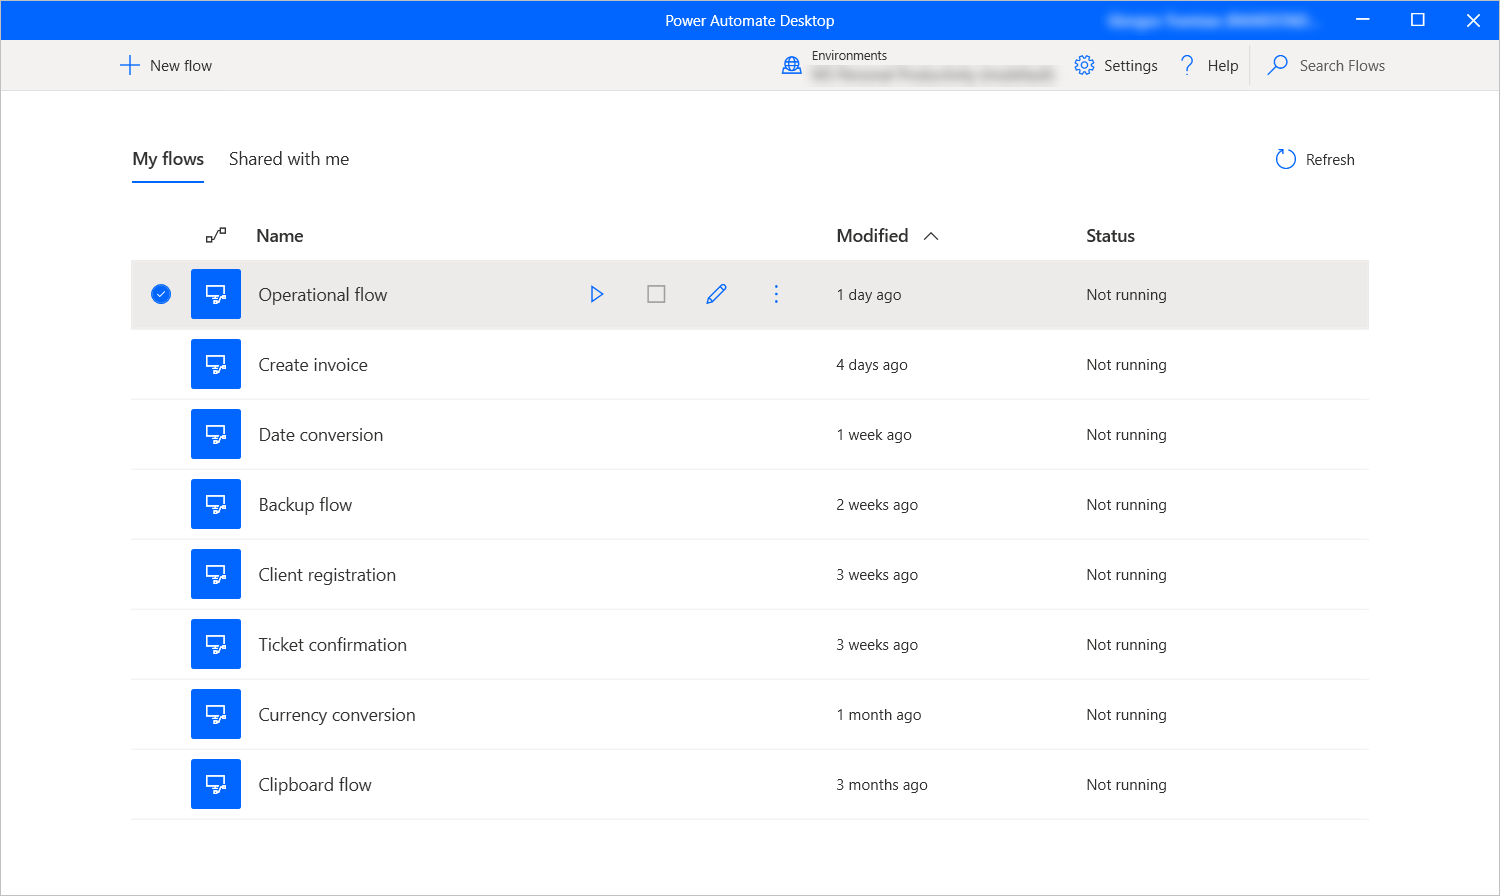 Power Automate Desktop
New flow
Environments
Settings
Help
Search Flows
My flows
Shared with me
Refresh
Name
Modified
Status
Operational flow
1 day ago
Not running
Create invoice
4 days ago
Not running
Date conversion
1 week ago
Not running
Backup flow
2 weeks ago
Not running
Client registration
3 weeks ago
Not running
Ticket confirmation
3 weeks ago
Not running
Currency conversion
1 month ago
Not running
Clipboard flow
3 months ago
Not running